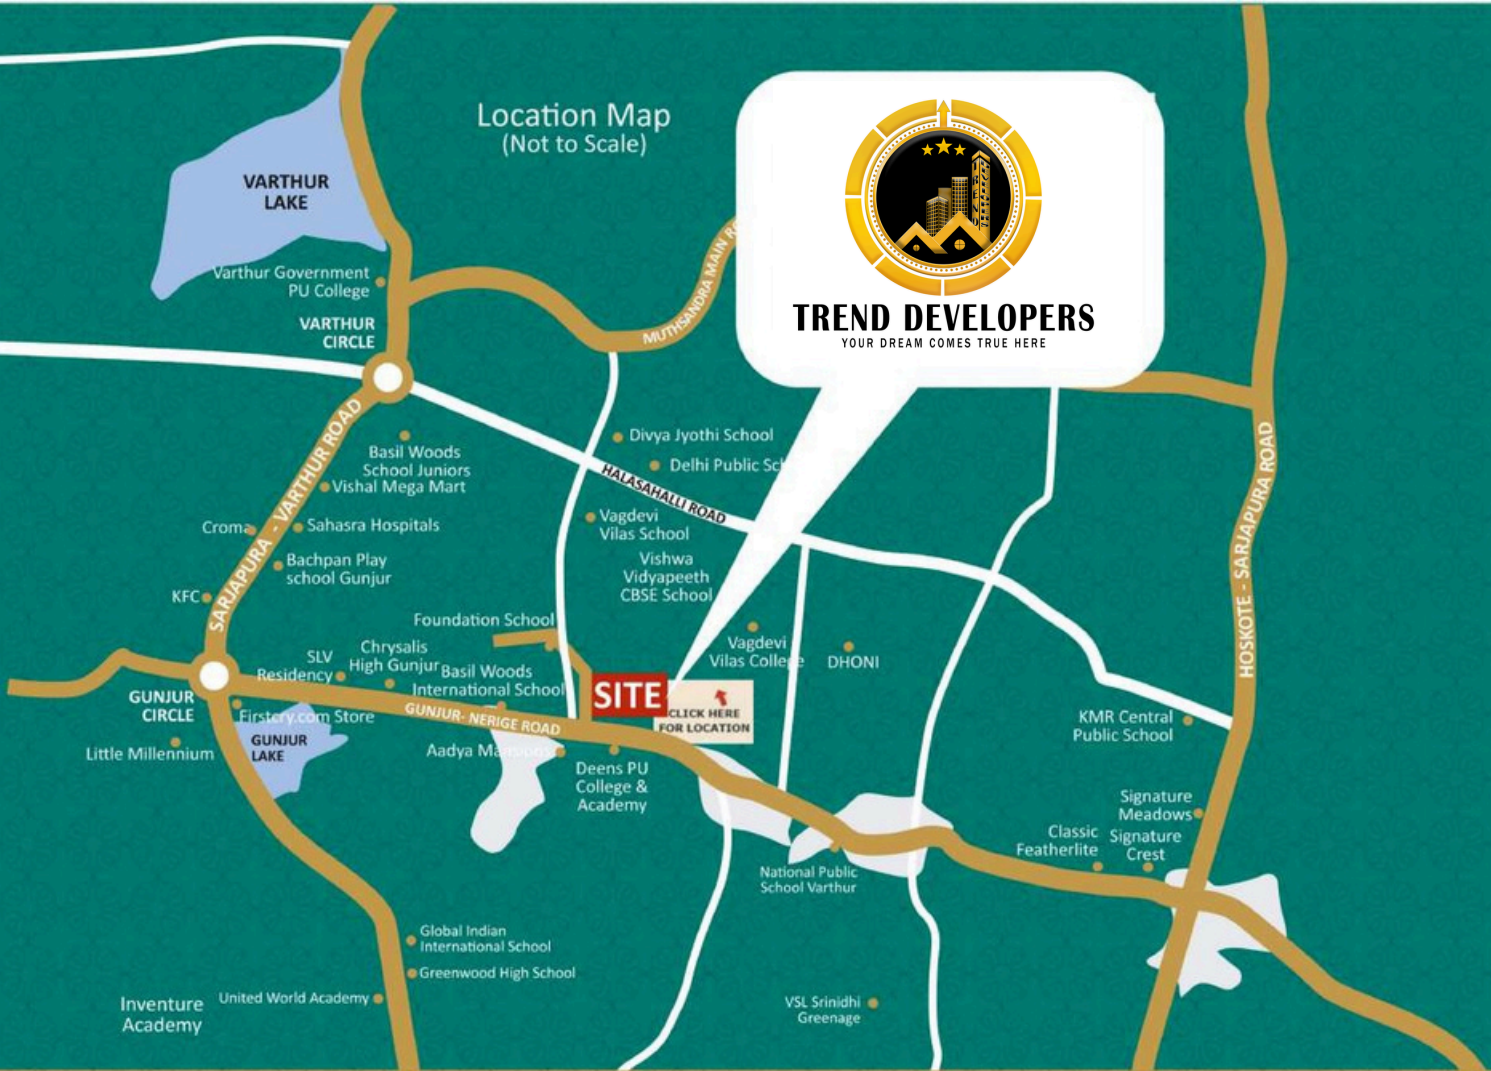 Location Map
(Not to Scale)
VARTHUR
LAKE
Varthur Government
PU College
VARTHUR
CIRCLE
MUTHSANDRA MAIN
TREND DEVELOPERS
YOUR DREAM COMES TRUE HERE
SARJAPURA - VARTHUR ROAD
HALASAHALLI ROAD
HOSKOTE - SARJAPURA ROAD
Divya Jyothi School
Delhi Public
Basil Woods
School Juniors
Vishal Mega Mart
Croma
Sahasra Hospitals
Vagdevi
Vilas School
Vishwa
Vidyapeeth
CBSE School
Bachpan Play
school Gunjur
KFC
Foundation School
SLV
Residency
Chrysalis
High Gunjur
Basil Woods
International School
Vagdevi
Vilas College
DHONI
SITE
CLICK HERE
FOR LOCATION
GUNJUR
CIRCLE
Firstcry.com Store
GUNJUR- NERIGE ROAD
GUNJUR
LAKE
Little Millennium
Aadya Mansions
Deens PU
College &
Academy
KMR Central
Public School
Signature
Meadows
Classic
Featherlite
Signature
Crest
National Public
School Varthur
Global Indian
International School
Greenwood High School
United World Academy
Inventure
Academy
VSL Srinidhi
Greenage